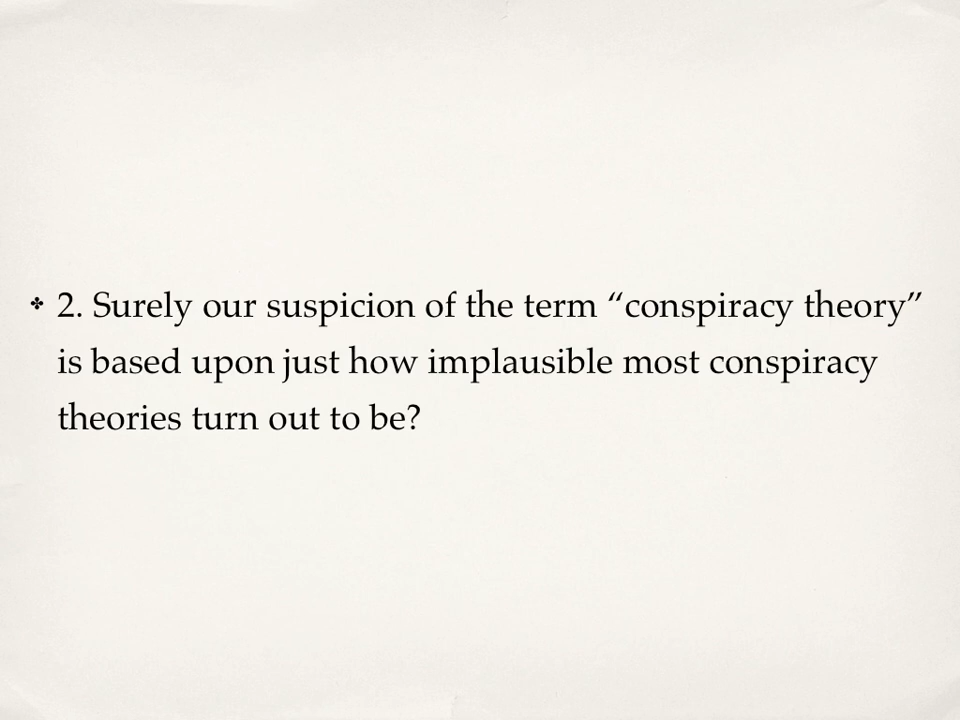 ✤ 2. Surely our suspicion of the term “conspiracy theory”
is based upon just how implausible most conspiracy
theories turn out to be?